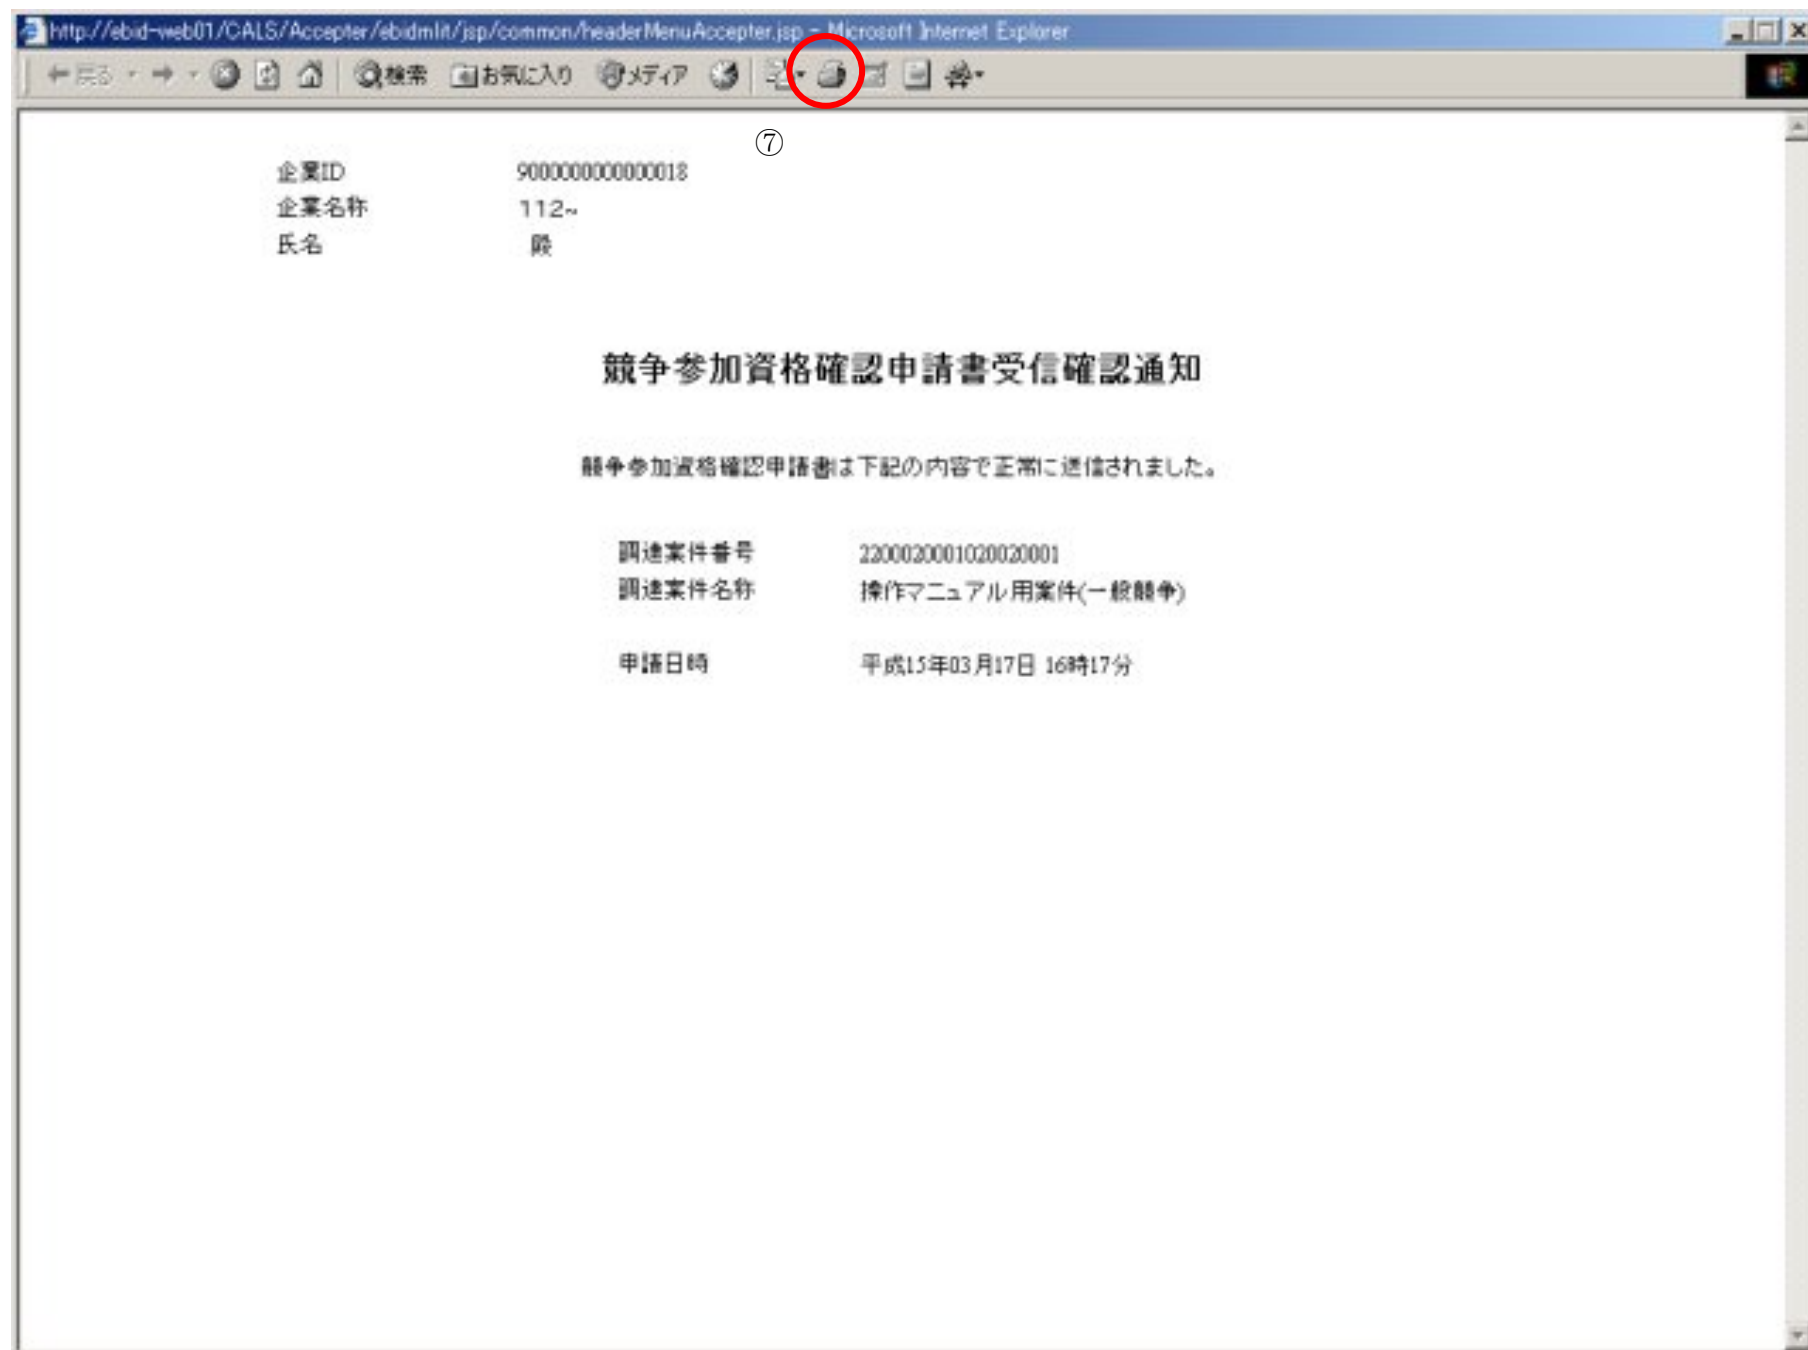 http://ebid-web01/CALS/Accepter/ebidmlit/jsp/common/headerMenuAccepter.jsp - Microsoft Internet Explorer
戻る 検索 お気に入り メディア
⑦
企業ID 9000000000000018
企業名称 112~
氏名 殿
競争参加資格確認申請書受信確認通知
競争参加資格確認申請書は下記の内容で正常に送信されました。
調達案件番号 2200020001020020001
調達案件名称 操作マニュアル用案件(一般競争)
申請日時 平成15年03月17日 16時17分